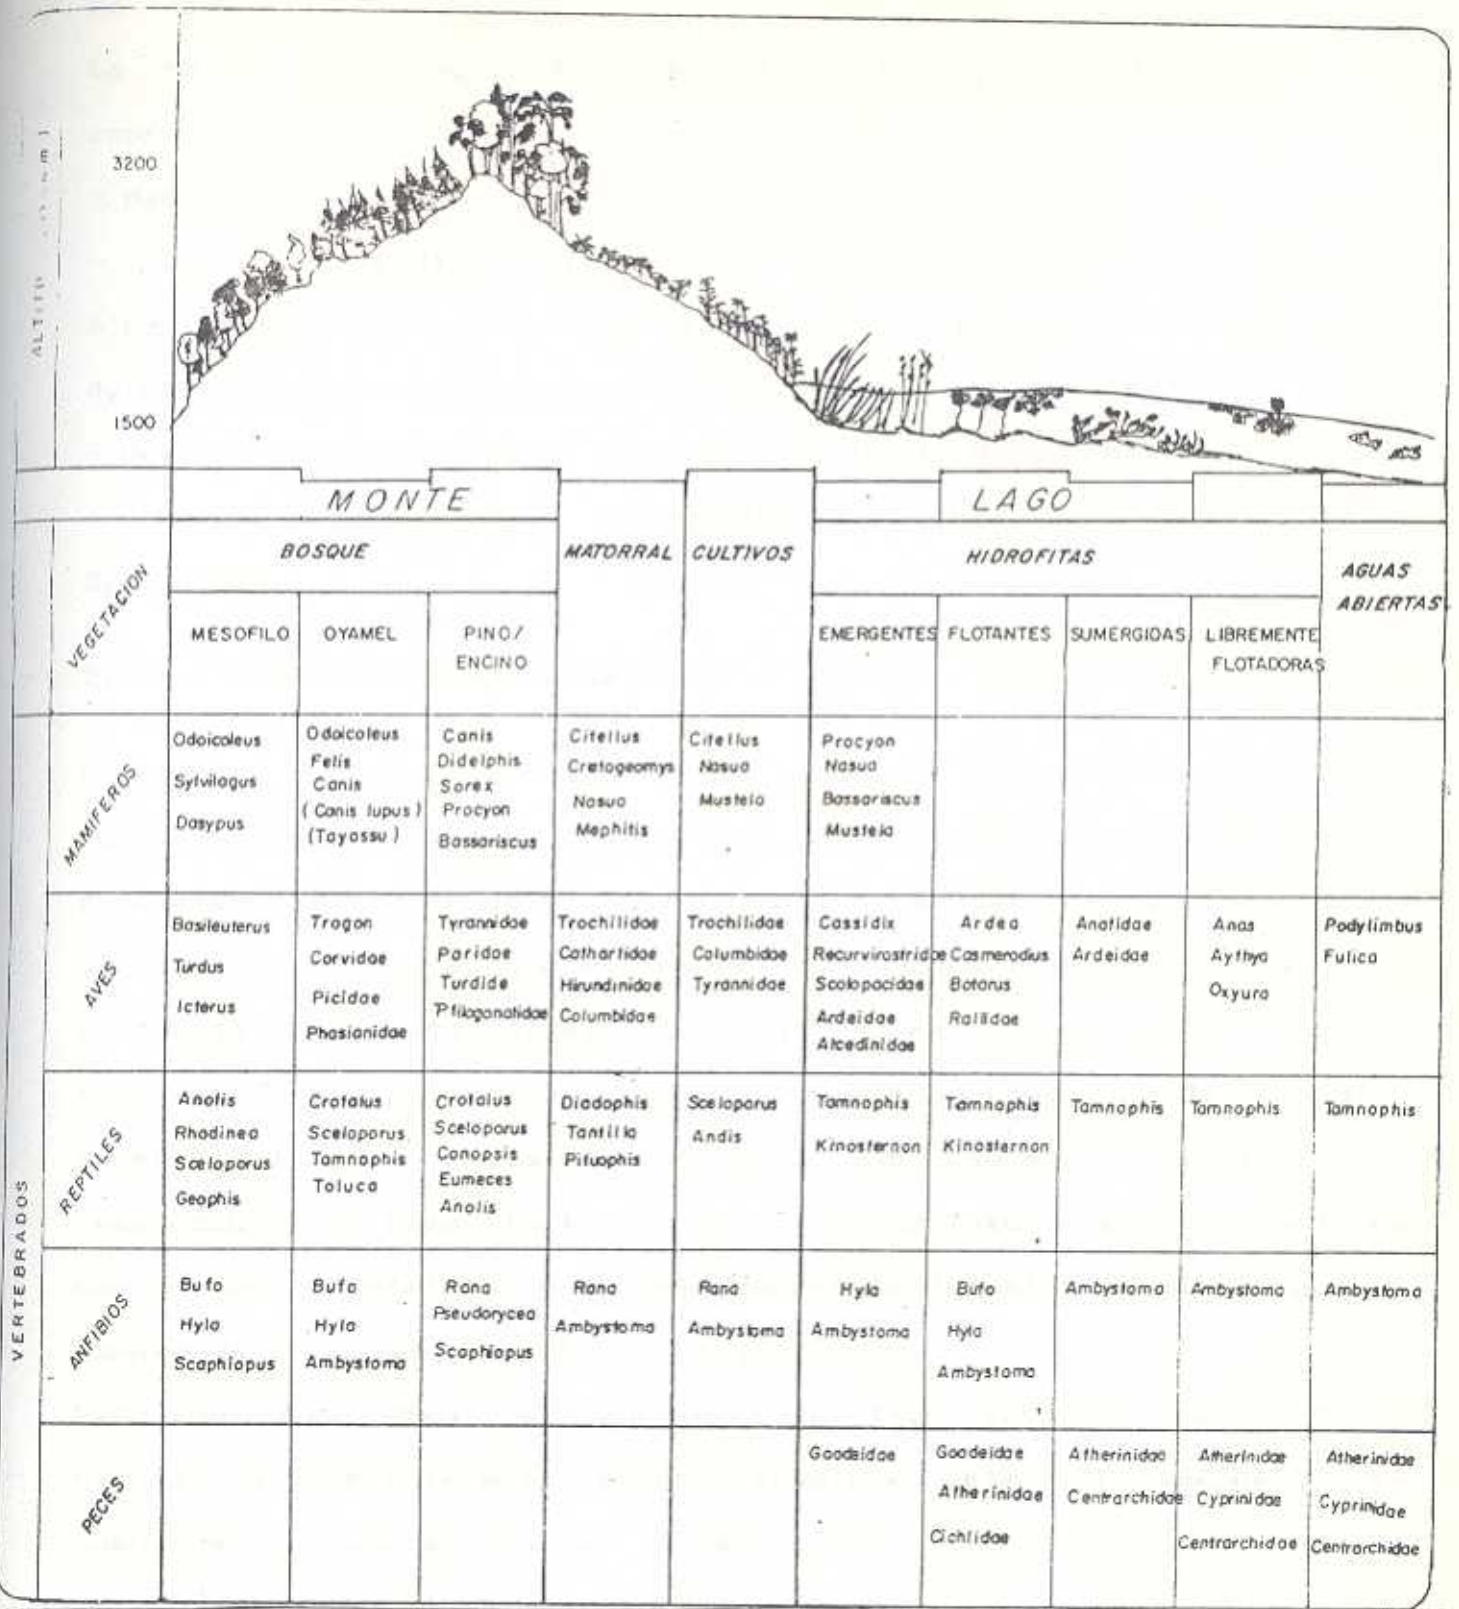 3200
1500
MONTE
LAGO
VEGETACION
BOSQUE
MATORRAL
CULTIVOS
HIDROFITAS
AGUAS
ABIERTAS
MESOFILO
OYAMEL
PINO/
ENCINO
EMERGENTES
FLOTANTES
SUMERGIDAS
LIBREMENTE
FLOTADORAS
VERTEBRADOS
MAMIFEROS
Odoicoleus
Sylvilagus
Dasypus
Odoicoleus
Felis
Canis
(Canis lupus)
(Tayassu)
Canis
Didelphis
Sorex
Procyon
Bassariscus
Citellus
Cretogeomys
Nasua
Mephitis
Citellus
Nasua
Mustela
Procyon
Nasua
Bassariscus
Mustela
AVES
Basileuterus
Turdus
Icterus
Trogon
Corvidae
Picidae
Phasianidae
Tyrannidae
Paridae
Turdide
Ptilogonatidae
Trochilidae
Cathartidae
Hirundinidae
Columbidae
Trochilidae
Columbidae
Tyrannidae
Cassidix
Recurvirostridae
Scolopacidae
Ardeidae
Alcedinidae
Ardea
Casmerodius
Botarus
Rallidae
Anatidae
Ardeidae
Anas
Aythya
Oxyura
Podylimbus
Fulica
REPTILES
Anolis
Rhadinea
Sceloporus
Geophis
Crotalus
Sceloporus
Tamnophis
Toluca
Crotalus
Sceloporus
Conopsis
Eumeces
Anolis
Diadophis
Tantilla
Pituophis
Sceloporus
Andis
Tamnophis
Kinosternon
Tamnophis
Kinosternon
Tamnophis
Tamnophis
Tamnophis
ANFIBIOS
Bufo
Hyla
Scaphiopus
Bufo
Hyla
Ambystoma
Rana
Pseudorycea
Scaphiopus
Rana
Ambystoma
Rana
Ambystoma
Hyla
Ambystoma
Bufo
Hyla
Ambystoma
Ambystoma
Ambystoma
Ambystoma
PECES
Goodeidae
Goodeidae
Atherinidae
Cichlidae
Atherinidae
Centrarchidae
Atherinidae
Cyprinidae
Centrarchidae
Atherinidae
Cyprinidae
Centrarchidae